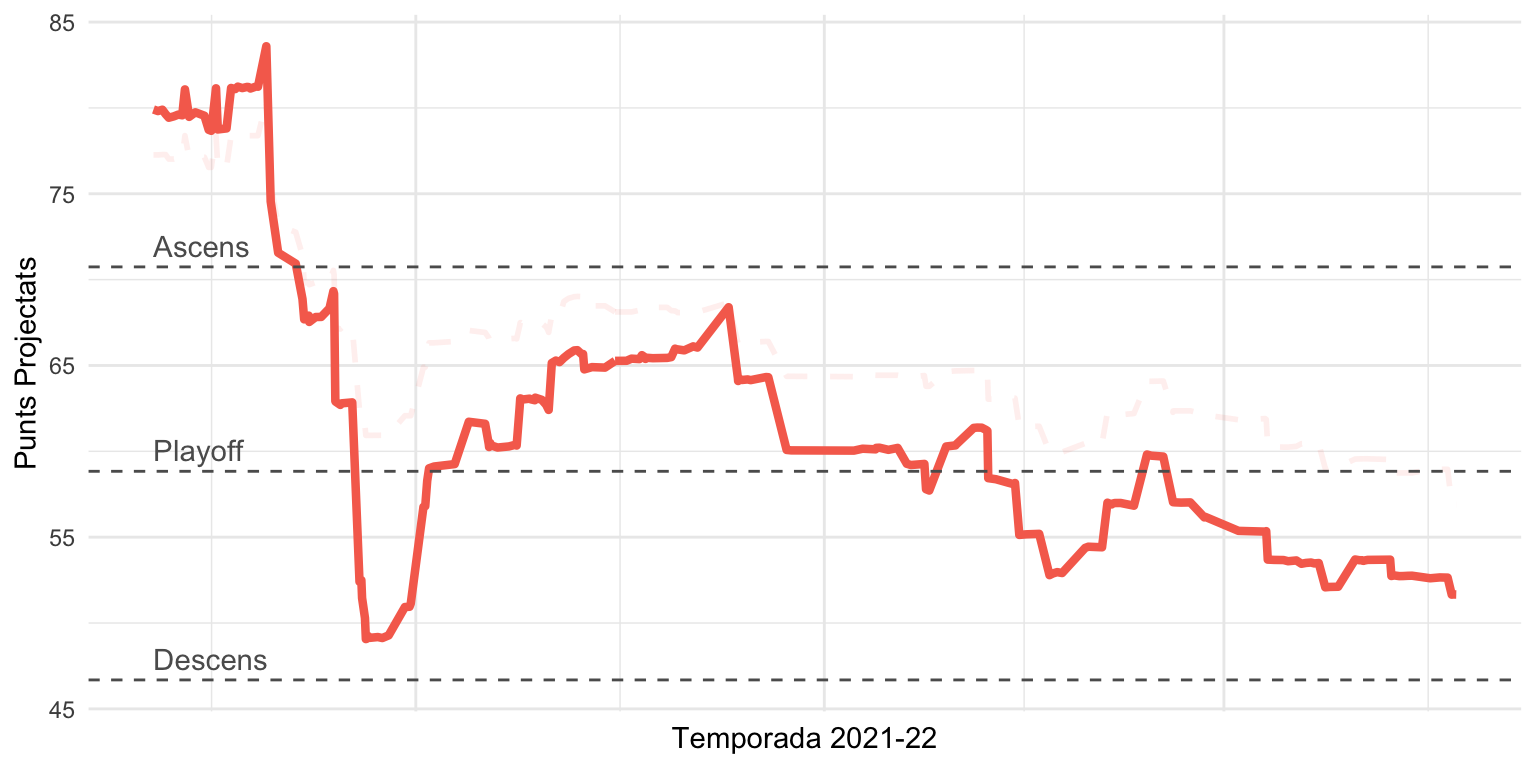 85
75
65
55
45
Punts Projectats
Ascens
Playoff
Descens
Temporada 2021-22